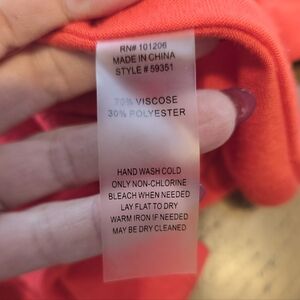 RN# 101206
MADE IN CHINA
STYLE # 59351
70% VISCOSE
30% POLYESTER
HAND WASH COLD
ONLY NON-CHLORINE
BLEACH WHEN NEEDED
LAY FLAT TO DRY
WARM IRON IF NEEDED
MAY BE DRY CLEANED